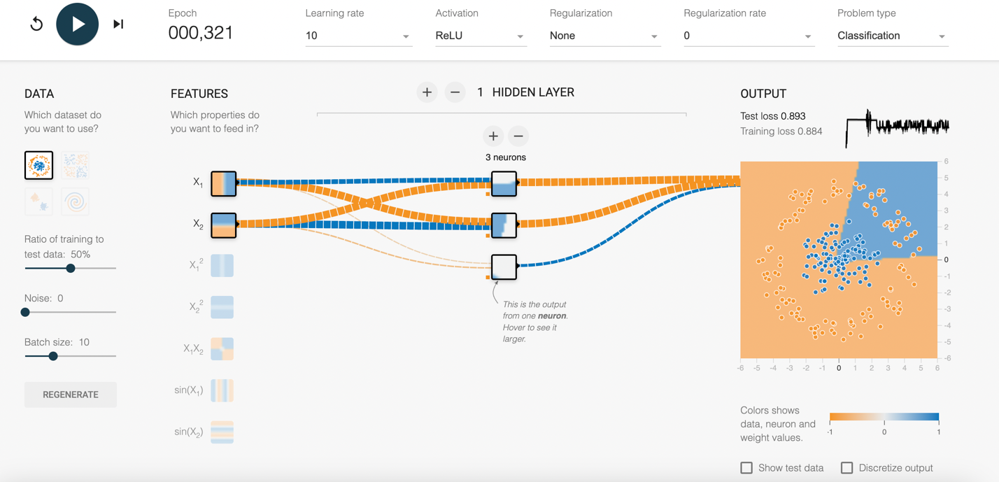 Epoch
000,321
Learning rate
10
Activation
ReLU
Regularization
None
Regularization rate
0
Problem type
Classification
DATA
Which dataset do
you want to use?
Ratio of training to
test data: 50%
Noise: 0
Batch size: 10
REGENERATE
FEATURES
Which properties do
you want to feed in?
X1
X2
X1²
X2²
X1X2
sin(X1)
sin(X2)
+ − 1 HIDDEN LAYER
+ −
3 neurons
This is the output
from one neuron.
Hover to see it
larger.
OUTPUT
Test loss 0.893
Training loss 0.884
6
5
4
3
2
1
0
-1
-2
-3
-4
-5
-6
-6 -5 -4 -3 -2 -1 0 1 2 3 4 5 6
Colors shows
data, neuron and
weight values.
-1 0 1
Show test data
Discretize output